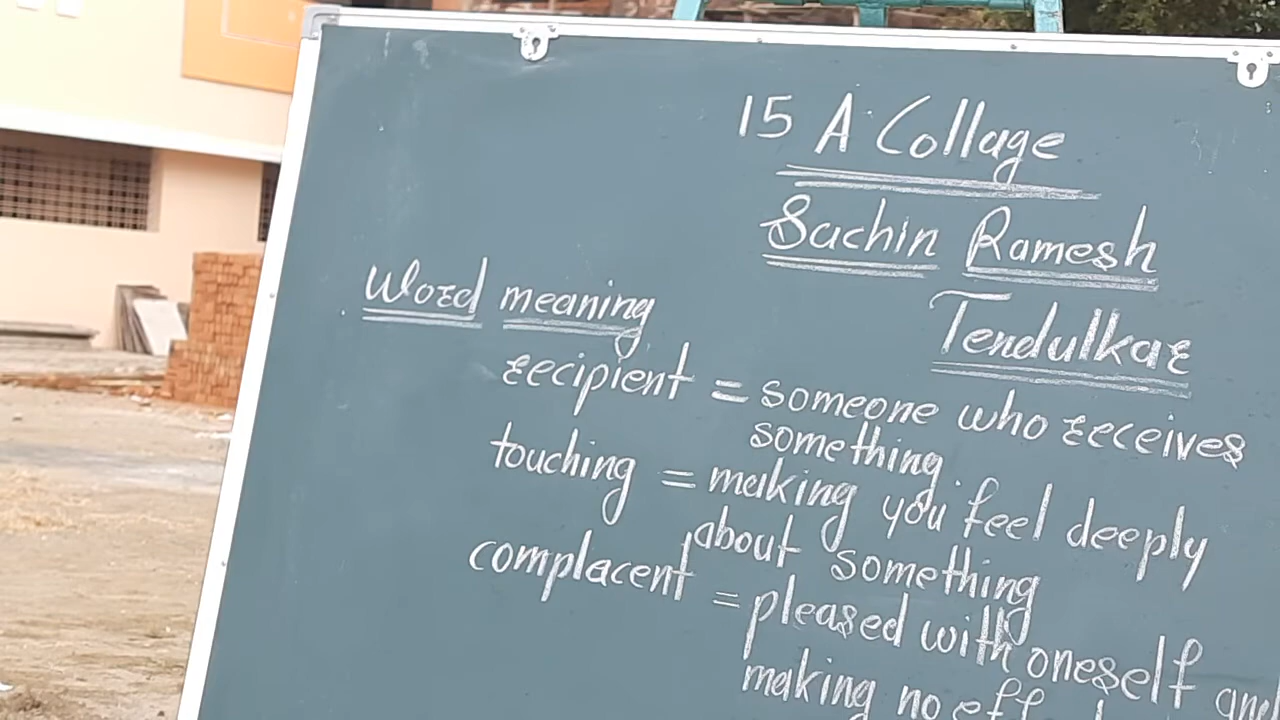 15 A Collage
Sachin Ramesh
Tendulkar
Word meaning
recipient = someone who receives
something.
touching = making you feel deeply
about something
complacent = pleased with oneself and
making no